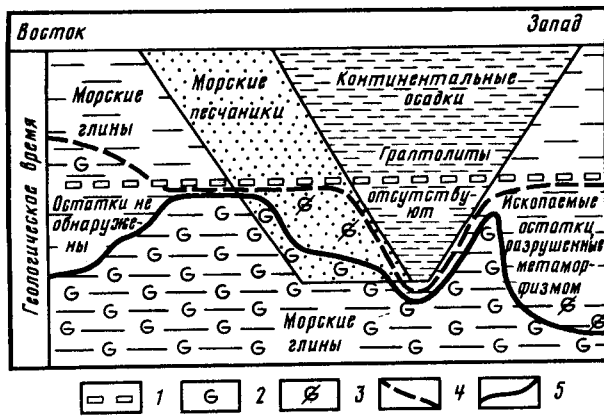 Восток Запад
Геологическое время
Морские
глины
Морские
песчаники
Континентальные
осадки
Граптолиты
отсутству-
ют
Остатки не
обнаруже-
ны
Ископаемые
остатки,
разрушенные
метамор-
физмом
Морские
глины
1 2 3 4 5